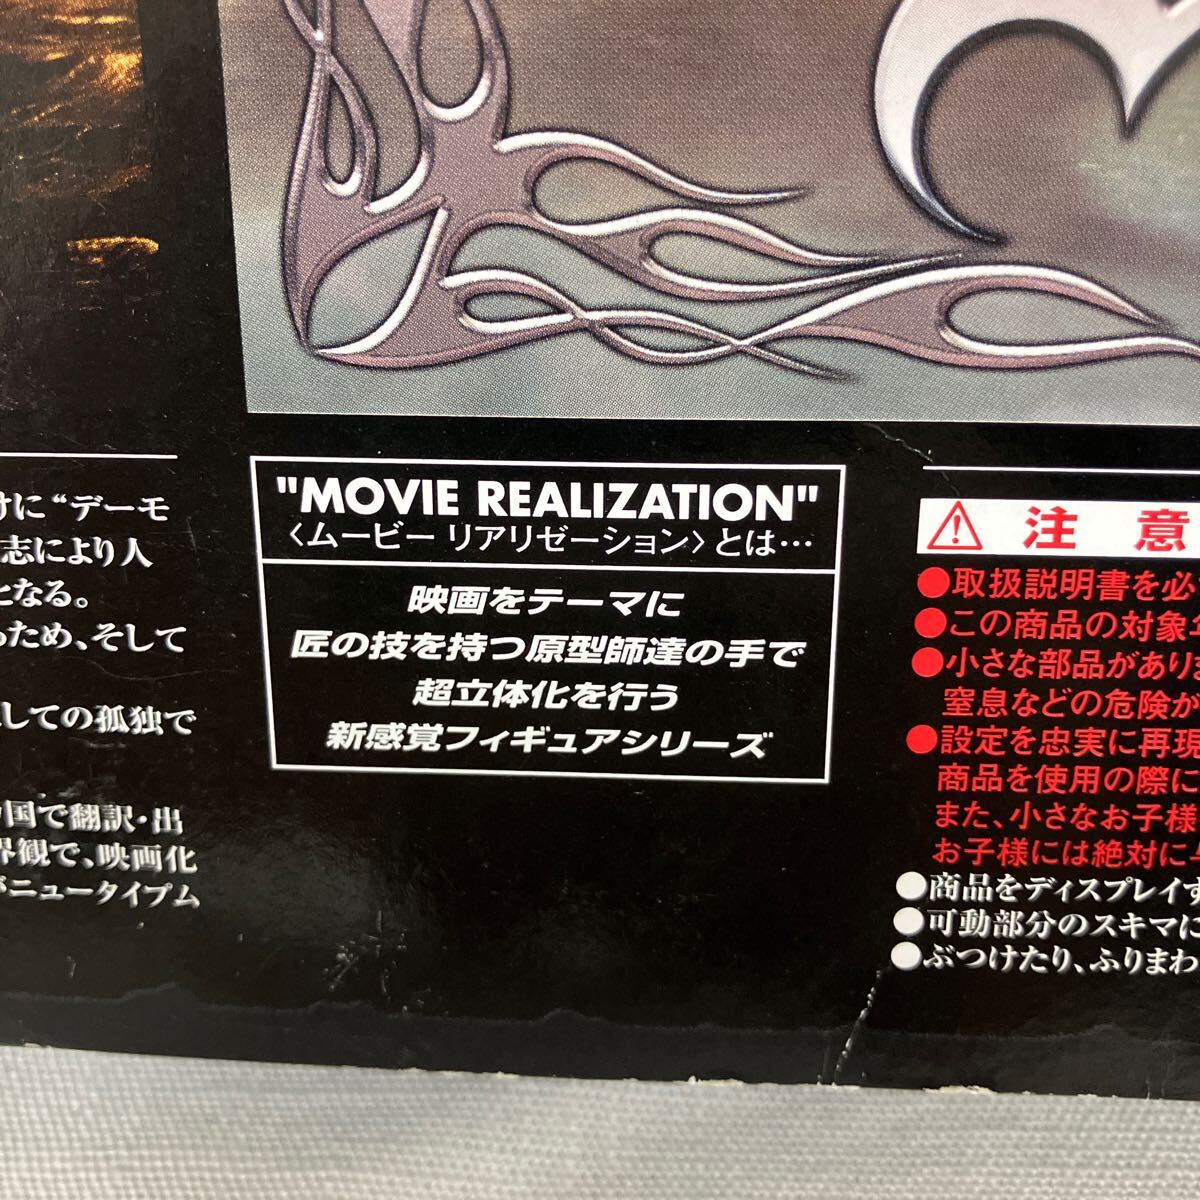 けに“デーモ
志により人
となる。
ため、そして
しての孤独で
国で翻訳・出
界観で、映画化
ニュータイプム
"MOVIE REALIZATION"
〈ムービー リアリゼーション〉とは…
映画をテーマに
匠の技を持つ原型師達の手で
超立体化を行う
新感覚フィギュアシリーズ
注 意
●取扱説明書を必
●この商品の対象
●小さな部品があり
窒息などの危険が
●設定を忠実に再現
商品を使用の際に
また、小さなお子様
お子様には絶対に
●商品をディスプレイす
●可動部分のスキマに
●ぶつけたり、ふりまわ